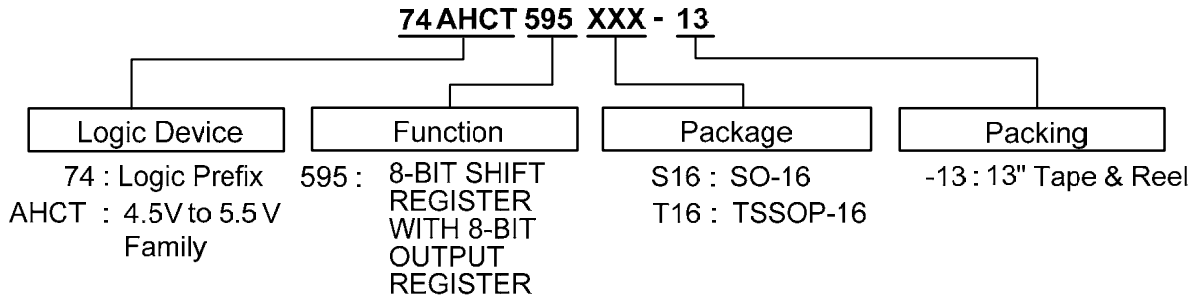 74 AHCT 595 XXX - 13
Logic Device
74 : Logic Prefix
AHCT : 4.5V to 5.5 V
Family
Function
595 : 8-BIT SHIFT
REGISTER
WITH 8-BIT
OUTPUT
REGISTER
Package
S16 : SO-16
T16 : TSSOP-16
Packing
-13 : 13" Tape & Reel